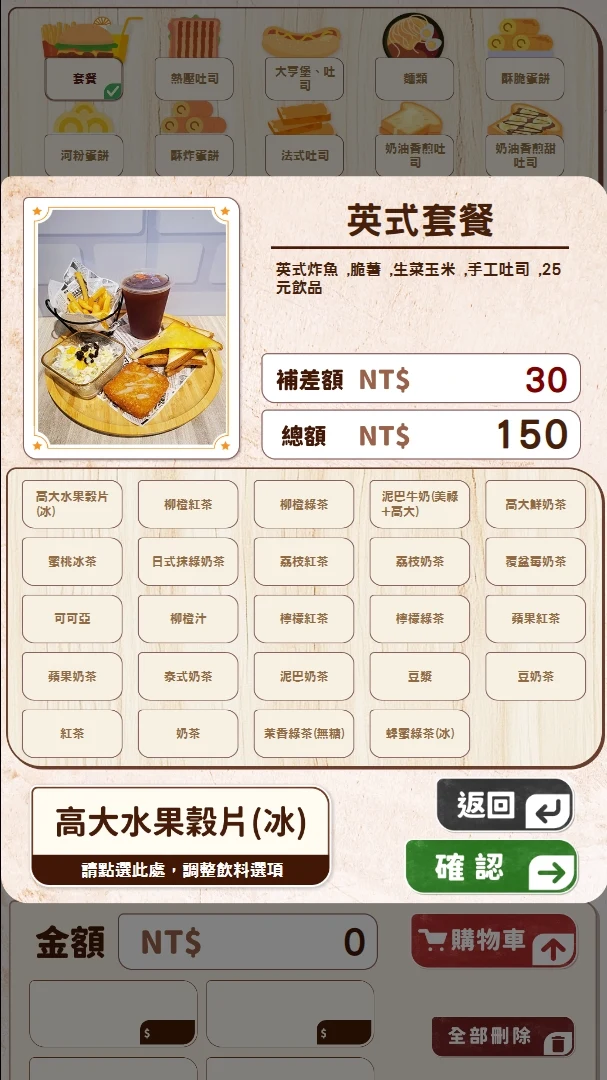 套餐
熱壓吐司
大亨堡、吐
司
麵類
酥脆蛋餅
河粉蛋餅
酥炸蛋餅
法式吐司
奶油香煎吐
司
奶油香煎甜
吐司
英式套餐
英式炸魚 ,脆薯 ,生菜玉米 ,手工吐司 ,25
元飲品
補差額 NT$ 30
總額 NT$ 150
高大水果穀片
(冰)
柳橙紅茶
柳橙綠茶
泥巴牛奶(美祿
+高大)
高大鮮奶茶
蜜桃冰茶
日式抹綠奶茶
荔枝紅茶
荔枝奶茶
覆盆莓奶茶
可可亞
柳橙汁
檸檬紅茶
檸檬綠茶
蘋果紅茶
蘋果奶茶
泰式奶茶
泥巴奶茶
豆漿
豆奶茶
紅茶
奶茶
茉香綠茶(無糖)
蜂蜜綠茶(冰)
高大水果穀片(冰)
請點選此處，調整飲料選項
返回
確認
金額 NT$ 0
購物車
$
$
全部刪除